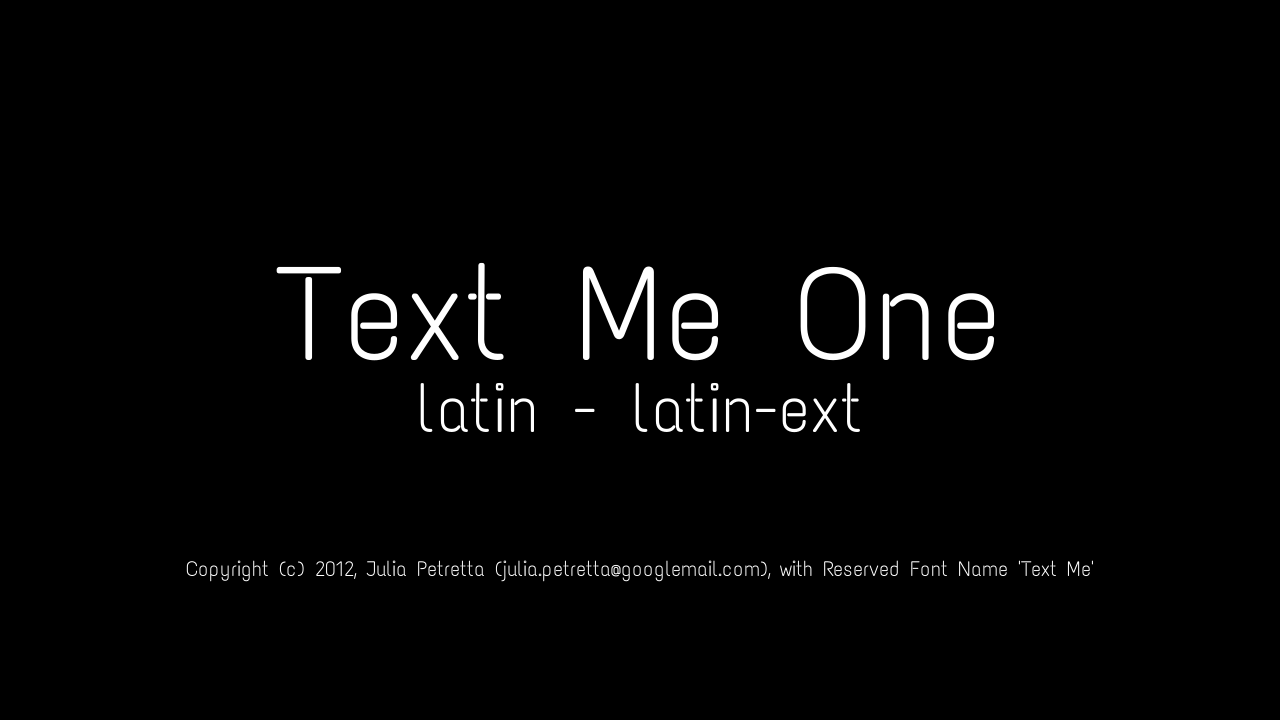 Text Me One
latin - latin-ext
Copyright (c) 2012, Julia Petretta (julia.petretta@googlemail.com), with Reserved Font Name 'Text Me'